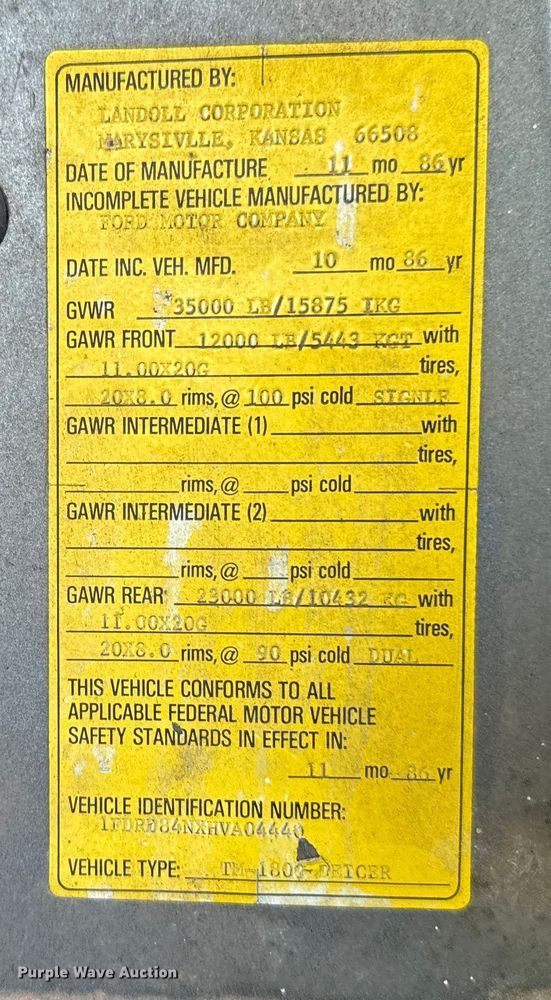 MANUFACTURED BY:
LANDOLL CORPORATION
MARYSIVLLE, KANSAS 66508
DATE OF MANUFACTURE 11 mo 86 yr
INCOMPLETE VEHICLE MANUFACTURED BY:
FORD MOTOR COMPANY
DATE INC. VEH. MFD. 10 mo 86 yr
GVWR 35000 LB/15875 IKG
GAWR FRONT 12000 LB/5443 KGT with
11.00X20G tires,
20X8.0 rims, @ 100 psi cold SIGNLE
GAWR INTERMEDIATE (1) with
tires,
rims, @ psi cold
GAWR INTERMEDIATE (2) with
tires,
rims, @ psi cold
GAWR REAR 23000 LB/10432 KG with
11.00X20G tires,
20X8.0 rims, @ 90 psi cold DUAL
THIS VEHICLE CONFORMS TO ALL
APPLICABLE FEDERAL MOTOR VEHICLE
SAFETY STANDARDS IN EFFECT IN:
11 mo 86 yr
VEHICLE IDENTIFICATION NUMBER:
VEHICLE TYPE: TM-1800-DEICER
Purple Wave Auction